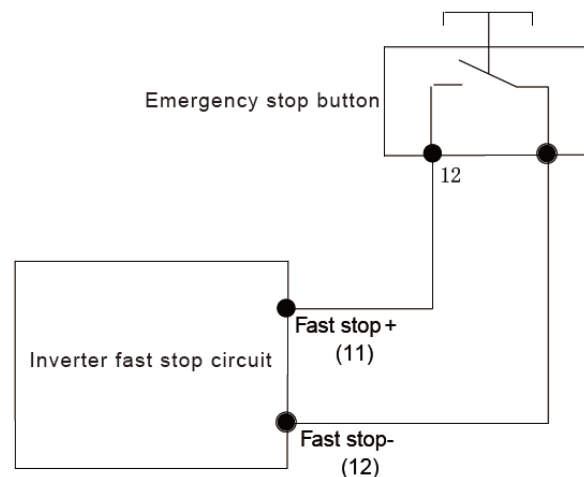 Emergency stop button
12
Fast stop +
(11)
Inverter fast stop circuit
Fast stop-
(12)